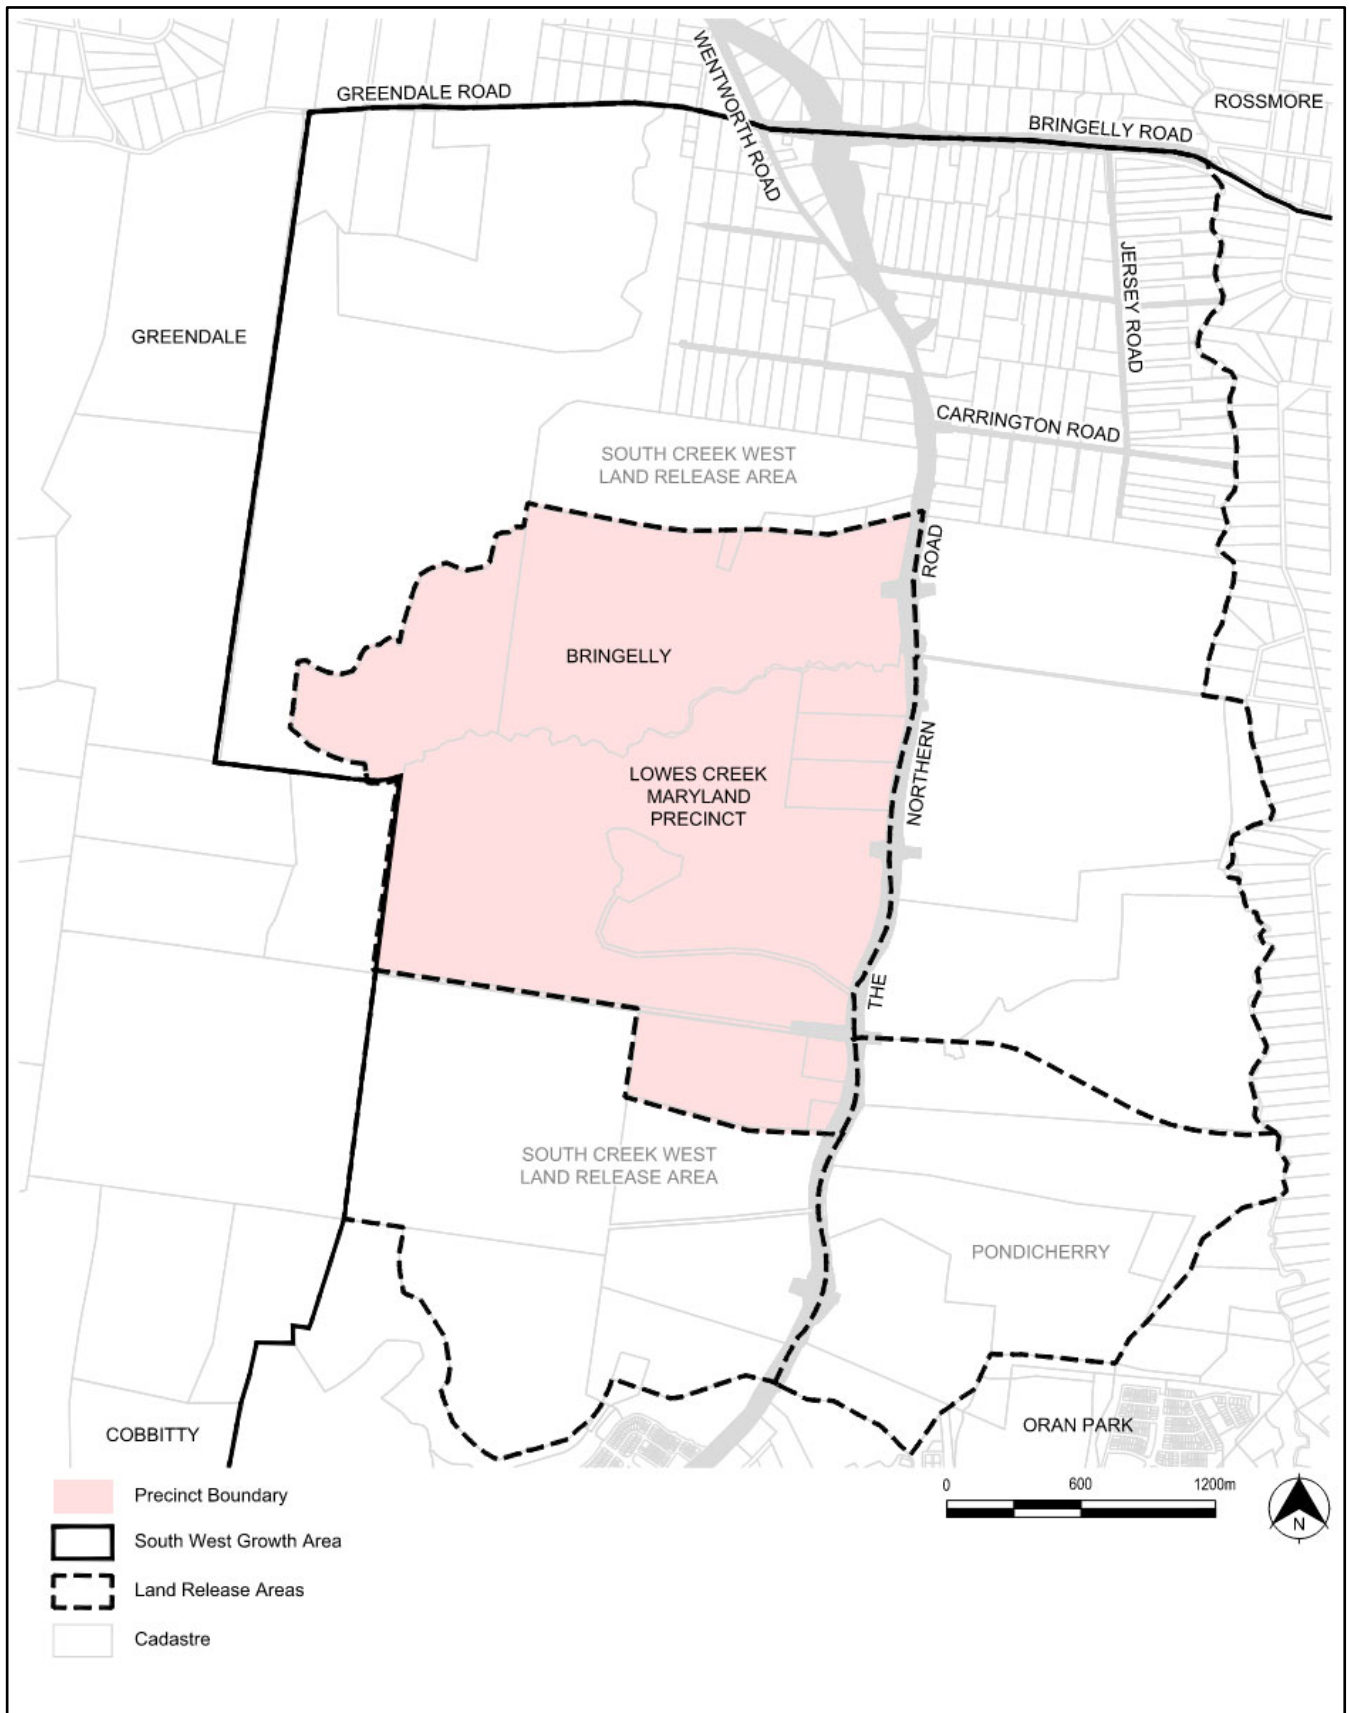 GREENDALE ROAD
WENTWORTH ROAD
ROSSMORE
BRINGELLY ROAD
JERSEY ROAD
GREENDALE
CARRINGTON ROAD
SOUTH CREEK WEST
LAND RELEASE AREA
ROAD
BRINGELLY
NORTHERN
LOWES CREEK
MARYLAND
PRECINCT
THE
SOUTH CREEK WEST
LAND RELEASE AREA
PONDICHERRY
COBBITTY
ORAN PARK
Precinct Boundary
South West Growth Area
Land Release Areas
Cadastre
0 600 1200m
N